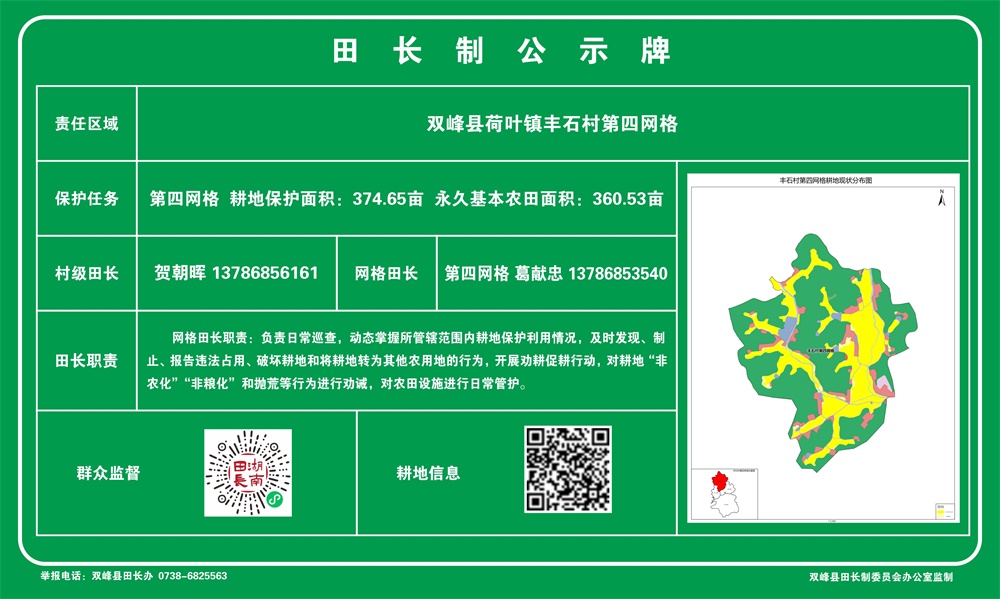 田长制公示牌
责任区域
双峰县荷叶镇丰石村第四网格
保护任务
第四网格 耕地保护面积：374.65亩 永久基本农田面积：360.53亩
村级田长
贺朝晖 13786856161
网格田长
第四网格 葛献忠 13786853540
田长职责
网格田长职责：负责日常巡查，动态掌握所管辖范围内耕地保护利用情况，及时发现、制
止、报告违法占用、破坏耕地和将耕地转为其他农用地的行为，开展劝耕促耕行动，对耕地“非
农化”“非粮化”和抛荒等行为进行劝诫，对农田设施进行日常管护。
丰石村第四网格耕地现状分布图
N
丰石村第四网格
群众监督
湖南田長
耕地信息
举报电话：双峰县田长办 0738-6825563
双峰县田长制委员会办公室监制